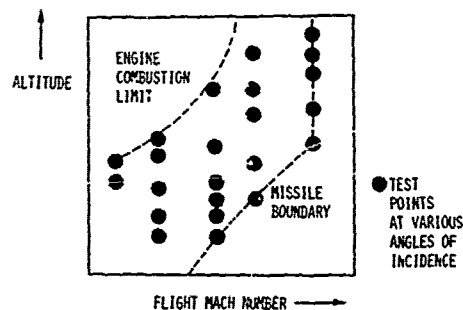 ALTITUDE
ENGINE
COMBUSTION
LIMIT
MISSILE
BOUNDARY
TEST
POINTS
AT VARIOUS
ANGLES OF
INCIDENCE
FLIGHT MACH NUMBER